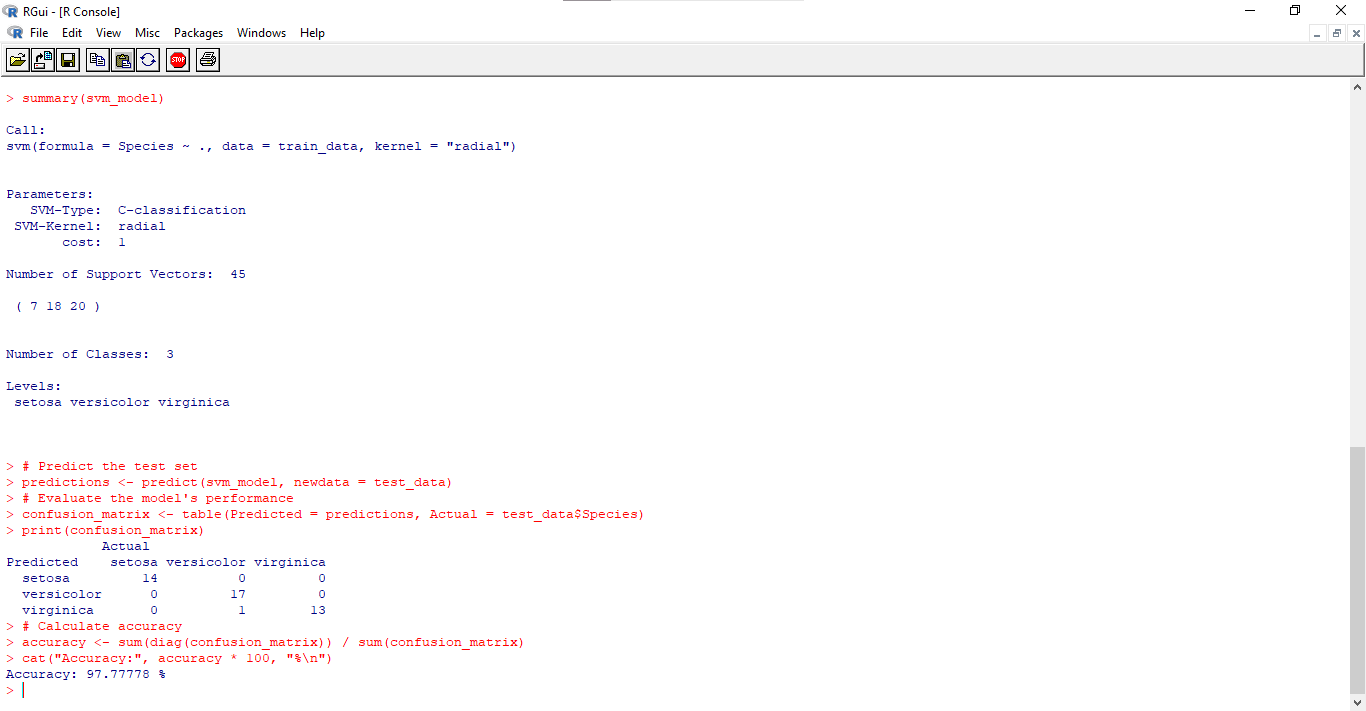 RGui - [R Console]
File Edit View Misc Packages Windows Help
STOP
> summary(svm_model)
Call:
svm(formula = Species ~ ., data = train_data, kernel = "radial")
Parameters:
   SVM-Type:  C-classification
 SVM-Kernel:  radial
       cost:  1
Number of Support Vectors:  45
 ( 7 18 20 )
Number of Classes:  3
Levels:
 setosa versicolor virginica
> # Predict the test set
> predictions <- predict(svm_model, newdata = test_data)
> # Evaluate the model's performance
> confusion_matrix <- table(Predicted = predictions, Actual = test_data$Species)
> print(confusion_matrix)
            Actual
Predicted    setosa versicolor virginica
  setosa         14          0         0
  versicolor      0         17         0
  virginica       0          1        13
> # Calculate accuracy
> accuracy <- sum(diag(confusion_matrix)) / sum(confusion_matrix)
> cat("Accuracy:", accuracy * 100, "%\n")
Accuracy: 97.77778 %
>